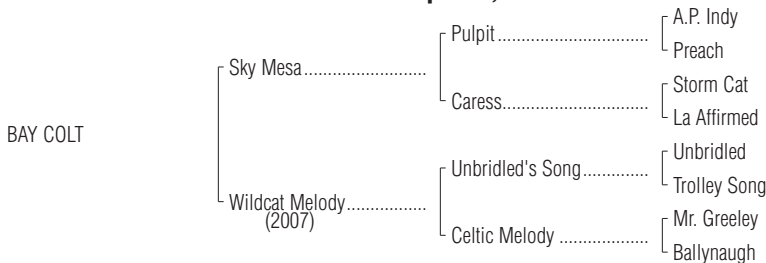 A.P. Indy
Pulpit
Preach
Sky Mesa
Storm Cat
Caress
La Affirmed
BAY COLT
Unbridled
Unbridled's Song
Trolley Song
Wildcat Melody
(2007)
Mr. Greeley
Celtic Melody
Ballynaugh